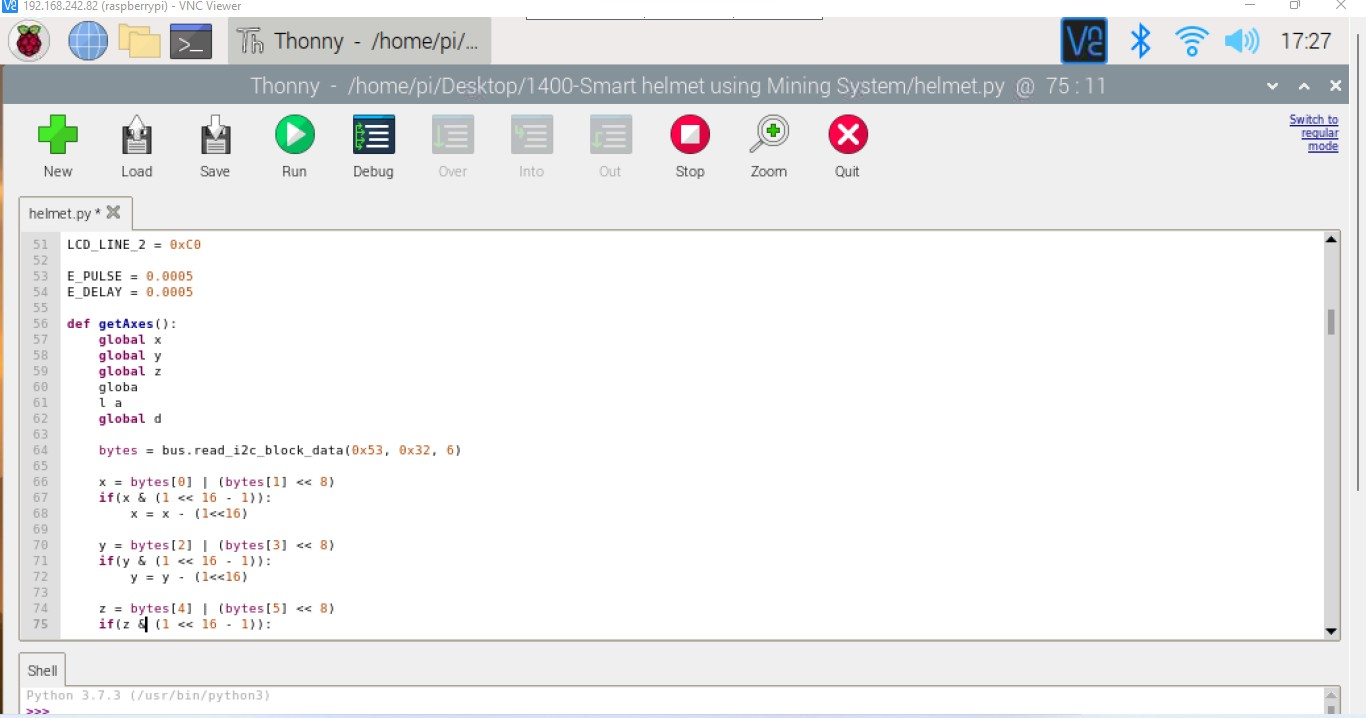 192.168.242.82 (raspberrypi) - VNC Viewer
Thonny - /home/pi/... 17:27
Thonny - /home/pi/Desktop/1400-Smart helmet using Mining System/helmet.py @ 75:11
New Load Save Run Debug Over Into Out Stop Zoom Quit
Switch to
regular
mode
helmet.py *
51 LCD_LINE_2 = 0xC0
52
53 E_PULSE = 0.0005
54 E_DELAY = 0.0005
55
56 def getAxes():
57     global x
58     global y
59     global z
60     globa
61     l a
62     global d
63
64     bytes = bus.read_i2c_block_data(0x53, 0x32, 6)
65
66     x = bytes[0] | (bytes[1] << 8)
67     if(x & (1 << 16 - 1)):
68         x = x - (1<<16)
69
70     y = bytes[2] | (bytes[3] << 8)
71     if(y & (1 << 16 - 1)):
72         y = y - (1<<16)
73
74     z = bytes[4] | (bytes[5] << 8)
75     if(z & (1 << 16 - 1)):
Shell
Python 3.7.3 (/usr/bin/python3)
>>>